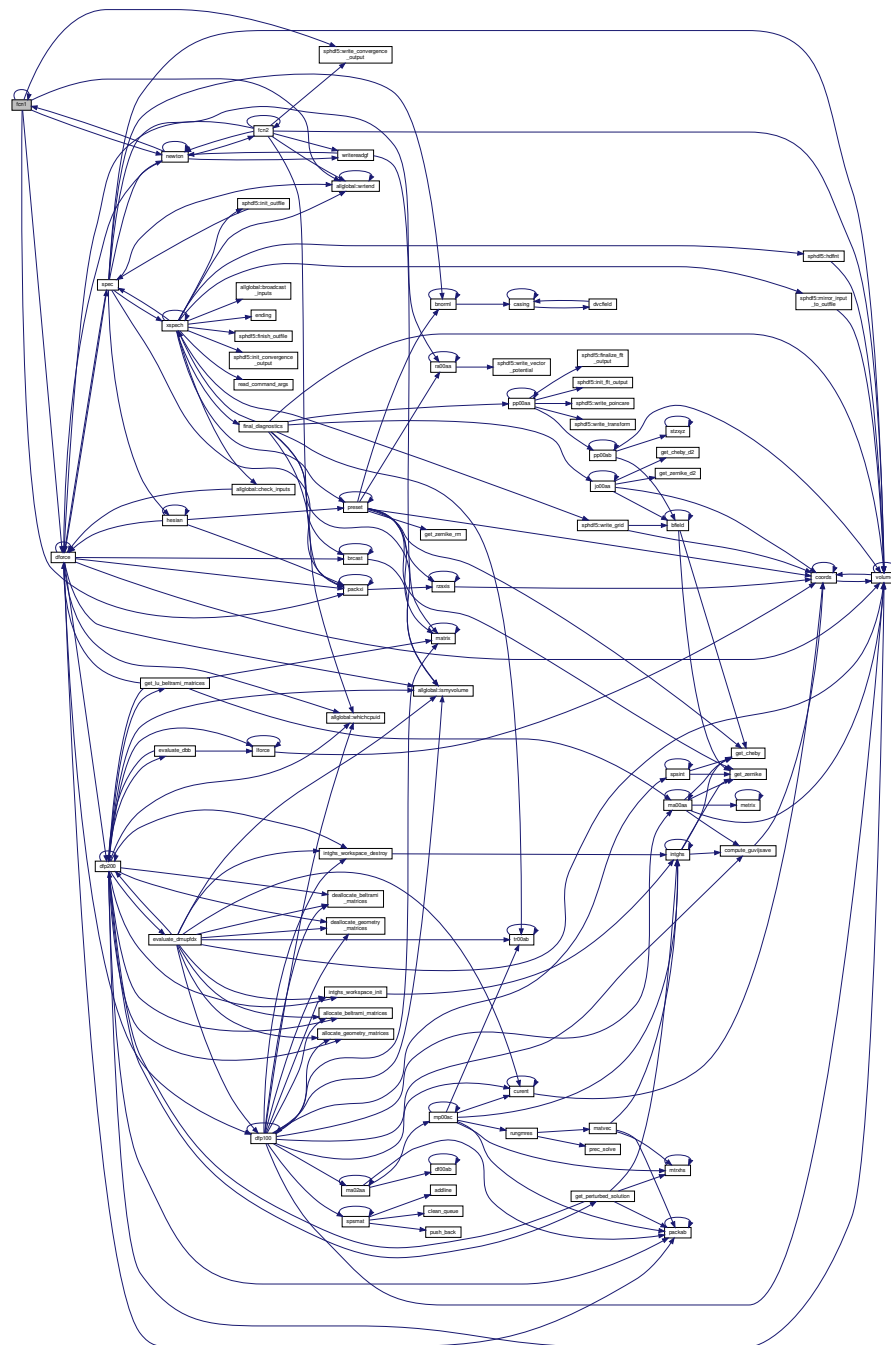 sphdf5::write_convergence
_output
fcn1
fcn2
newton
writeresdgf
allglobal::wrtend
sphdf5::init_outfile
sphdf5::hdfint
spec
allglobal::broadcast
_inputs
sphdf5::mirror_input
_to_outfile
bnorml
casing
dvcfield
ending
xspech
sphdf5::finish_outfile
sphdf5::init_convergence
_output
sphdf5::finalize_flt
_output
ra00aa
sphdf5::write_vector
_potential
read_command_args
sphdf5::init_flt_output
pp00aa
sphdf5::write_poincare
sphdf5::write_transform
final_diagnostics
stzxyz
pp00ab
get_cheby_d2
get_zernike_d2
allglobal::check_inputs
jo00aa
preset
hesian
sphdf5::write_grid
bfield
get_zernike_rm
dforce
brcast
coords
volume
packxi
rzaxis
matrix
get_lu_beltrami_matrices
allglobal::ismyvolume
allglobal::whichcpuid
evaluate_dbb
lforce
get_cheby
spsint
get_zernike
ma00aa
metrix
intghs_workspace_destroy
intghs
compute_guvijsave
dfp200
deallocate_beltrami
_matrices
deallocate_geometry
_matrices
evaluate_dmupfdx
tr00ab
intghs_workspace_init
allocate_beltrami_matrices
allocate_geometry_matrices
curent
mp00ac
rungmres
matvec
dfp100
prec_solve
df00ab
mtrxhs
ma02aa
addline
get_perturbed_solution
clean_queue
spsmat
push_back
packab